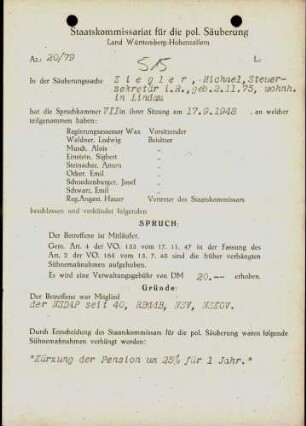 Staatskommissariat für die pol. Säuberung
Land Württemberg-Hohenzollern
Az.: 20/79
515
L:
In der Säuberungssache Ziegler, Michael, Steuer-
sekretür i.R., geb. 2.11.75, wohnh.
in Lindau
hat die Spruchkammer VII in ihrer Sitzung am 17.9.1948 , an welcher
teilgenommen haben:
Regierungsassessor Wax Vorsitzender
Waldner, Ludwig Beisitzer
Mundt, Alois "
Einstein, Sigbert "
Steinacher, Anton "
Ocker, Emil "
Schnekenburger, Josef "
Schwarz, Emil "
Reg.Angest. Hauer Vertreter des Staatskommissars
beschlossen und verkündet folgenden
SPRUCH:
Der Betroffene ist Mitläufer.
Gem. Art. 4 der VO. 133 vom 17. 11. 47 in der Fassung des
Art. 2 der VO. 165 vom 13. 7. 48 sind die früher verhängten
Sühnemaßnahmen aufgehoben.
Es wird eine Verwaltungsgebühr von DM 20.-- erhoben.
Gründe:
Der Betroffene war Mitglied
der NSDAP seit 40, RBddB, NSV, NSKOV.
Durch Entscheidung des Staatskommissars für die pol. Säuberung waren folgende
Sühnemaßnahmen verhängt worden:
"Kürzung der Pension um 25% für 1 Jahr."